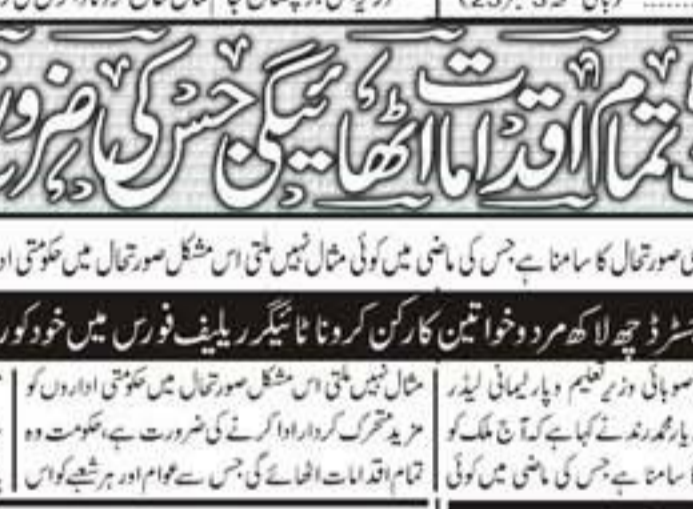 تمام اقدامات اٹھائیگی جس کی ضرور
صورتحال کا سامنا ہے جس کی ماضی میں کوئی مثال نہیں ملتی اس مشکل صورتحال میں حکومتی
چھ لاکھ مرد و خواتین کارکن کرونا ٹائیگر ریلیف فورس میں خود کو
صوبائی وزیر تعلیم و پارلیمانی لیڈر
یار محمد رند نے کہا ہے کہ آج ملک کو
سامنا ہے جس کی ماضی میں کوئی
مثال نہیں ملتی اس مشکل صورتحال میں حکومتی اداروں کو
مزید متحرک کردار ادا کرنے کی ضرورت ہے، حکومت وہ
تمام اقدامات اٹھائے گی جس سے عوام اور ہر شعبے کو اس